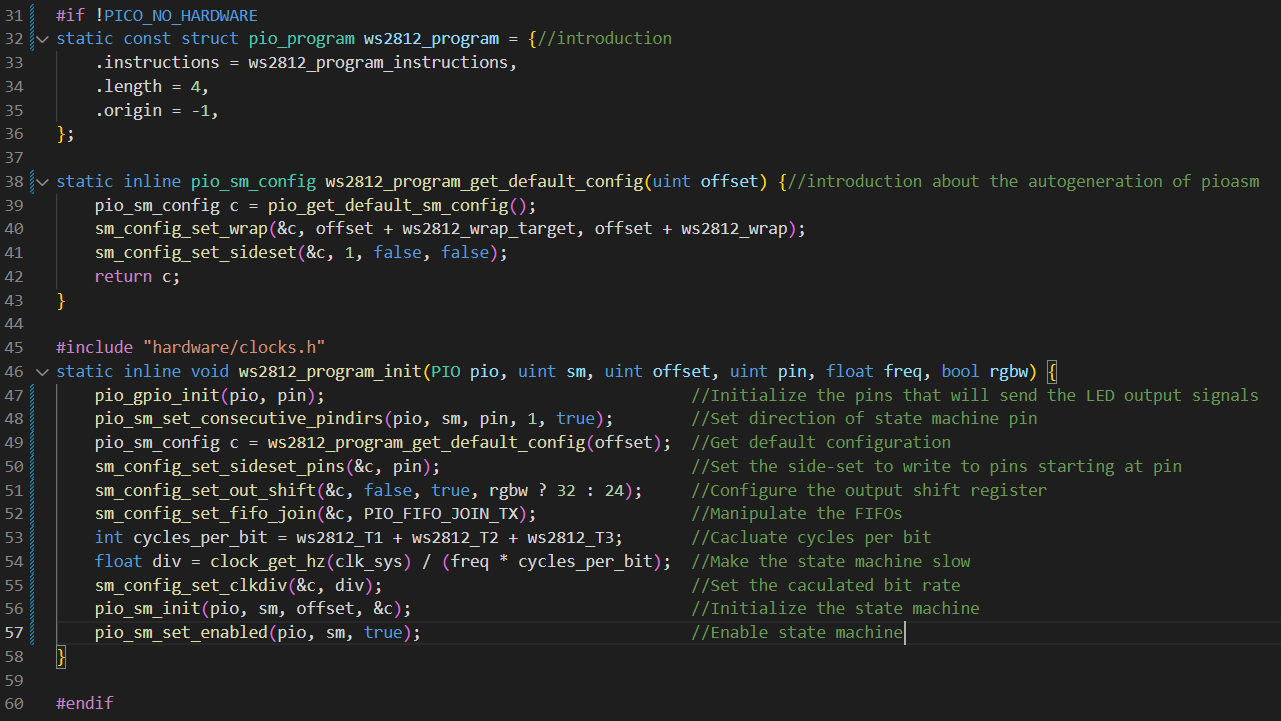 31 #if !PICO_NO_HARDWARE
32 static const struct pio_program ws2812_program = {//introduction
33     .instructions = ws2812_program_instructions,
34     .length = 4,
35     .origin = -1,
36 };
37
38 static inline pio_sm_config ws2812_program_get_default_config(uint offset) {//introduction about the autogeneration of pioasm
39     pio_sm_config c = pio_get_default_sm_config();
40     sm_config_set_wrap(&c, offset + ws2812_wrap_target, offset + ws2812_wrap);
41     sm_config_set_sideset(&c, 1, false, false);
42     return c;
43 }
44
45 #include "hardware/clocks.h"
46 static inline void ws2812_program_init(PIO pio, uint sm, uint offset, uint pin, float freq, bool rgbw) {
47     pio_gpio_init(pio, pin);                                      //Initialize the pins that will send the LED output signals
48     pio_sm_set_consecutive_pindirs(pio, sm, pin, 1, true);        //Set direction of state machine pin
49     pio_sm_config c = ws2812_program_get_default_config(offset);  //Get default configuration
50     sm_config_set_sideset_pins(&c, pin);                          //Set the side-set to write to pins starting at pin
51     sm_config_set_out_shift(&c, false, true, rgbw ? 32 : 24);     //Configure the output shift register
52     sm_config_set_fifo_join(&c, PIO_FIFO_JOIN_TX);                //Manipulate the FIFOs
53     int cycles_per_bit = ws2812_T1 + ws2812_T2 + ws2812_T3;       //Cacluate cycles per bit
54     float div = clock_get_hz(clk_sys) / (freq * cycles_per_bit);  //Make the state machine slow
55     sm_config_set_clkdiv(&c, div);                                //Set the caculated bit rate
56     pio_sm_init(pio, sm, offset, &c);                             //Initialize the state machine
57     pio_sm_set_enabled(pio, sm, true);                            //Enable state machine
58 }
59
60 #endif